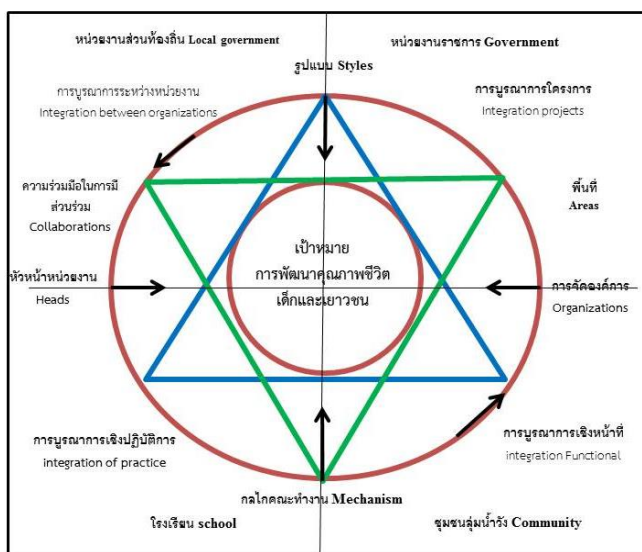 หน่วยงานส่วนท้องถิ่น Local government
หน่วยงานราชการ Government
รูปแบบ Styles
การบูรณาการระหว่างหน่วยงาน
Integration between organizations
การบูรณาการโครงการ
Integration projects
ความร่วมมือในการมี
ส่วนร่วม
Collaborations
พื้นที่
Areas
เป้าหมาย
การพัฒนาคุณภาพชีวิต
เด็กและเยาวชน
หัวหน้าหน่วยงาน
Heads
การจัดองค์การ
Organizations
การบูรณาการเชิงปฏิบัติการ
integration of practice
การบูรณาการเชิงหน้าที่
integration Functional
กลไกคณะทำงาน Mechanism
โรงเรียน school
ชุมชนลุ่มน้ำวัง Community